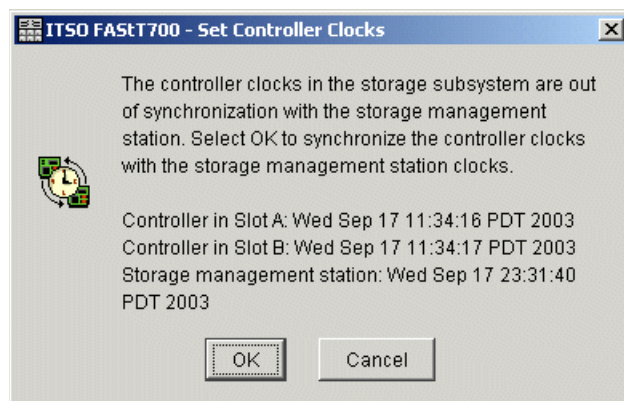 ITSO FAStT700 - Set Controller Clocks
The controller clocks in the storage subsystem are out
of synchronization with the storage management
station. Select OK to synchronize the controller clocks
with the storage management station clocks.
Controller in Slot A: Wed Sep 17 11:34:16 PDT 2003
Controller in Slot B: Wed Sep 17 11:34:17 PDT 2003
Storage management station: Wed Sep 17 23:31:40
PDT 2003
OK
Cancel